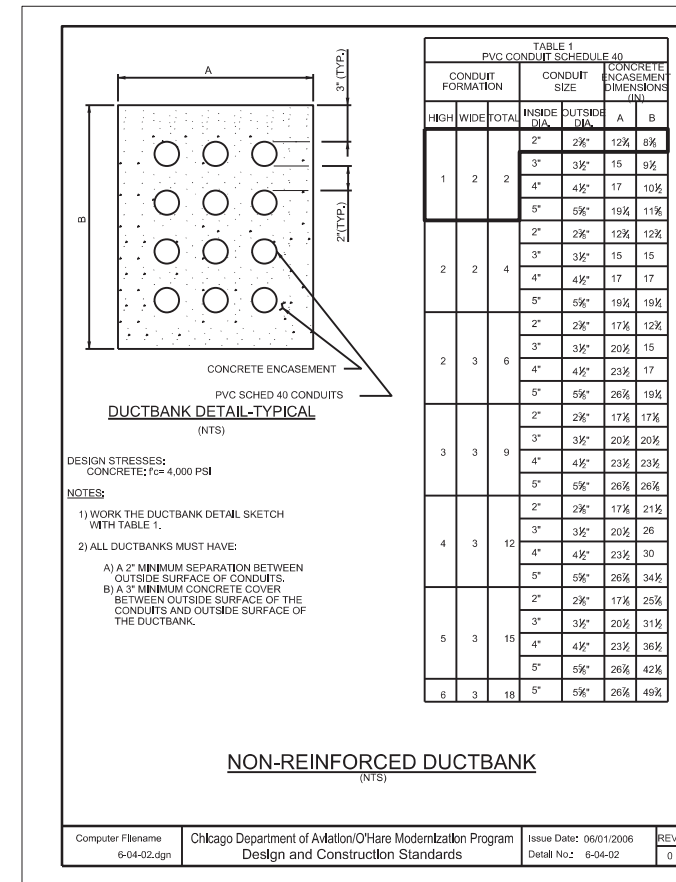 A
3" (TYP.)
B
2"(TYP.)
CONCRETE ENCASEMENT
PVC SCHED 40 CONDUITS
DUCTBANK DETAIL-TYPICAL
(NTS)
DESIGN STRESSES:
CONCRETE: f'c= 4,000 PSI
NOTES:
1) WORK THE DUCTBANK DETAIL SKETCH
WITH TABLE 1.
2) ALL DUCTBANKS MUST HAVE:
A) A 2" MINIMUM SEPARATION BETWEEN
OUTSIDE SURFACE OF CONDUITS.
B) A 3" MINIMUM CONCRETE COVER
BETWEEN OUTSIDE SURFACE OF THE
CONDUITS AND OUTSIDE SURFACE OF
THE DUCTBANK.
TABLE 1
PVC CONDUIT SCHEDULE 40
CONDUIT FORMATION CONDUIT SIZE CONCRETE ENCASEMENT DIMENSIONS (IN)
HIGH WIDE TOTAL INSIDE DIA. OUTSIDE DIA. A B
1 2 2
2" 2⅜" 12¾ 8⅜
3" 3½" 15 9½
4" 4½" 17 10½
5" 5⅝" 19¼ 11⅝
2 2 4
2" 2⅜" 12¾ 12¾
3" 3½" 15 15
4" 4½" 17 17
5" 5⅝" 19¼ 19¼
2 3 6
2" 2⅜" 17⅛ 12¾
3" 3½" 20½ 15
4" 4½" 23½ 17
5" 5⅝" 26⅞ 19¼
3 3 9
2" 2⅜" 17⅛ 17⅛
3" 3½" 20½ 20½
4" 4½" 23½ 23½
5" 5⅝" 26⅞ 26⅞
4 3 12
2" 2⅜" 17⅛ 21½
3" 3½" 20½ 26
4" 4½" 23½ 30
5" 5⅝" 26⅞ 34½
5 3 15
2" 2⅜" 17⅛ 25⅞
3" 3½" 20½ 31½
4" 4½" 23½ 36½
5" 5⅝" 26⅞ 42⅛
6 3 18 5" 5⅝" 26⅞ 49¾
NON-REINFORCED DUCTBANK
(NTS)
Computer Filename
6-04-02.dgn
Chicago Department of Aviation/O'Hare Modernization Program
Design and Construction Standards
Issue Date: 06/01/2006
Detail No.: 6-04-02
REV
0